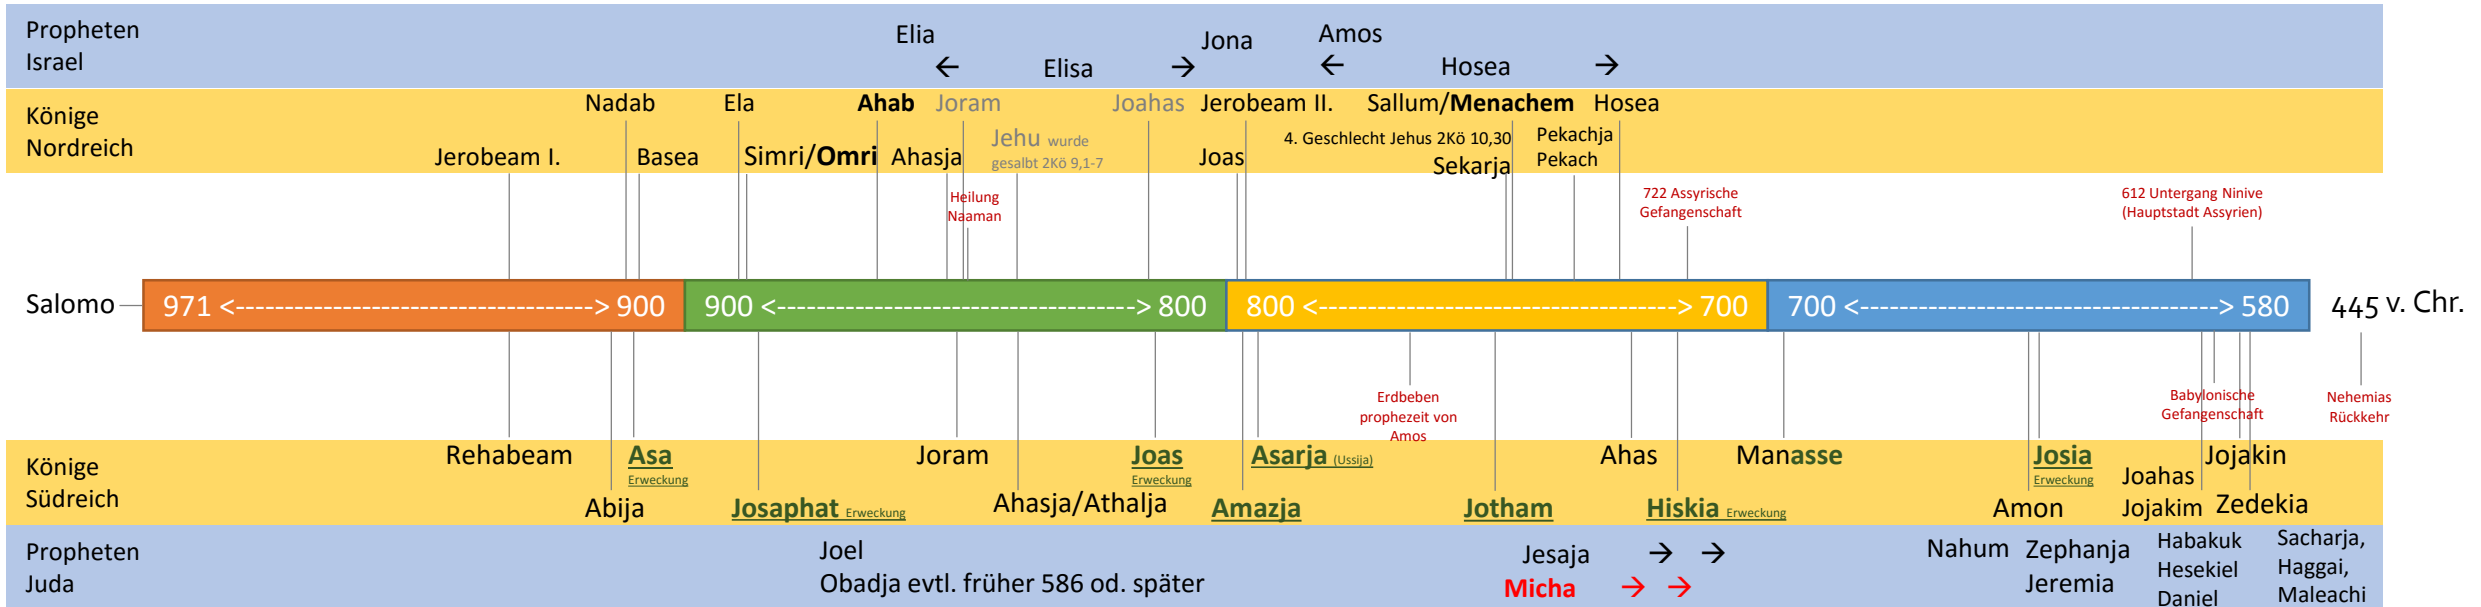 Propheten
Israel
Elia
Elisa
Jona
Amos
Hosea
← → ← →
Könige
Nordreich
Nadab Ela Ahab Joram Joahas Jerobeam II. Sallum/Menachem Hosea
Jerobeam I. Basea Simri/Omri Ahasja
Jehu wurde
gesalbt 2Kö 9,1-7
Joas
4. Geschlecht Jehus 2Kö 10,30
Sekarja
Pekachja
Pekach
Heilung
Naaman
722 Assyrische
Gefangenschaft
612 Untergang Ninive
(Hauptstadt Assyrien)
Salomo
971 <----------------------------------> 900
900 <-----------------------------------> 800
800 <-----------------------------------> 700
700 <-----------------------------------> 580
445 v. Chr.
Erdbeben
prophezeit von
Amos
Babylonische
Gefangenschaft
Nehemias
Rückkehr
Könige
Südreich
Rehabeam
Asa
Erweckung
Joram
Joas
Erweckung
Asarja (Ussija)
Ahas
Manasse
Josia
Erweckung
Joahas
Jojakim
Jojakin
Abija
Josaphat Erweckung
Ahasja/Athalja
Amazja
Jotham
Hiskia Erweckung
Amon
Zedekia
Propheten
Juda
Joel
Obadja evtl. früher 586 od. später
Jesaja → →
Micha → →
Nahum
Zephanja
Jeremia
Habakuk
Hesekiel
Daniel
Sacharja,
Haggai,
Maleachi